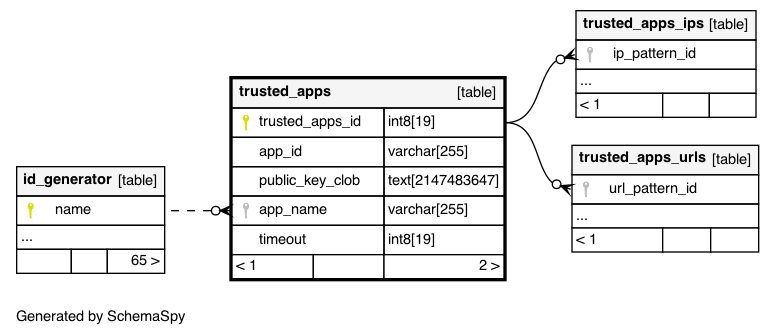 trusted_apps_ips [table]
ip_pattern_id
...
< 1
trusted_apps [table]
trusted_apps_id int8[19]
app_id varchar[255]
public_key_clob text[2147483647]
app_name varchar[255]
timeout int8[19]
< 1 2 >
trusted_apps_urls [table]
url_pattern_id
...
< 1
id_generator [table]
name
...
65 >
Generated by SchemaSpy